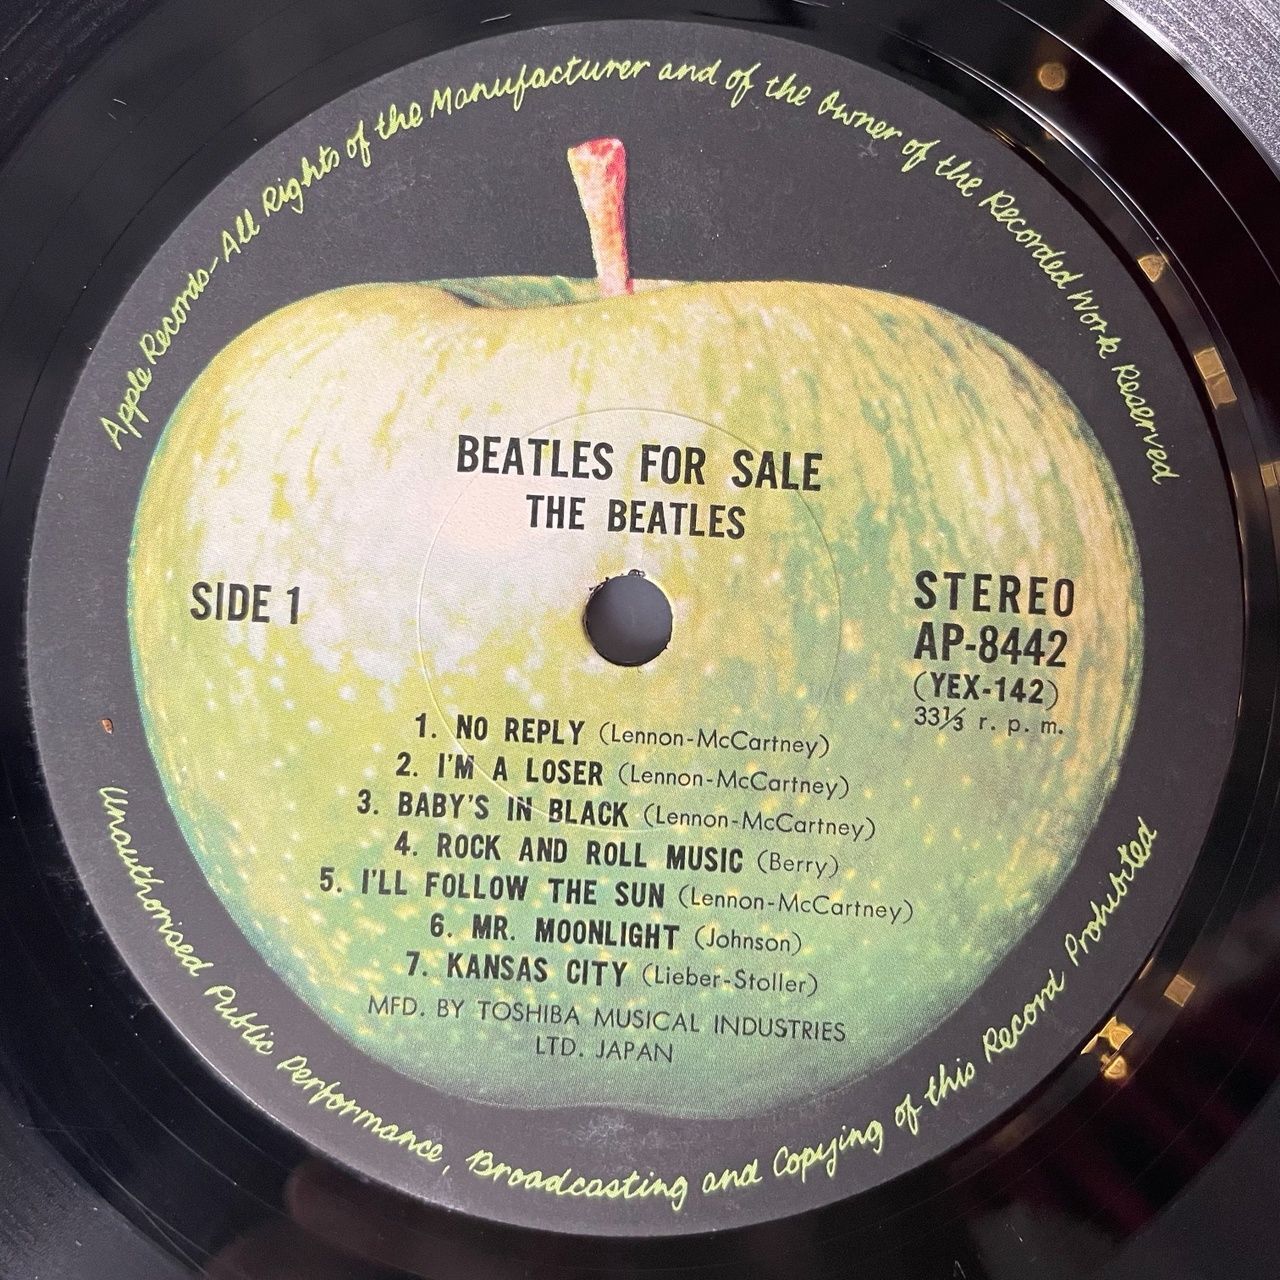 Apple Records-All Rights of the Manufacturer and of the Owner of the Recorded Work Reserved
BEATLES FOR SALE
THE BEATLES
SIDE 1
STEREO
AP-8442
(YEX-142)
33⅓ r. p. m.
1. NO REPLY (Lennon-McCartney)
2. I'M A LOSER (Lennon-McCartney)
3. BABY'S IN BLACK (Lennon-McCartney)
4. ROCK AND ROLL MUSIC (Berry)
5. I'LL FOLLOW THE SUN (Lennon-McCartney)
6. MR. MOONLIGHT (Johnson)
7. KANSAS CITY (Lieber-Stoller)
MFD. BY TOSHIBA MUSICAL INDUSTRIES
LTD. JAPAN
Unauthorised Public Performance, Broadcasting and Copying of this Record Prohibited